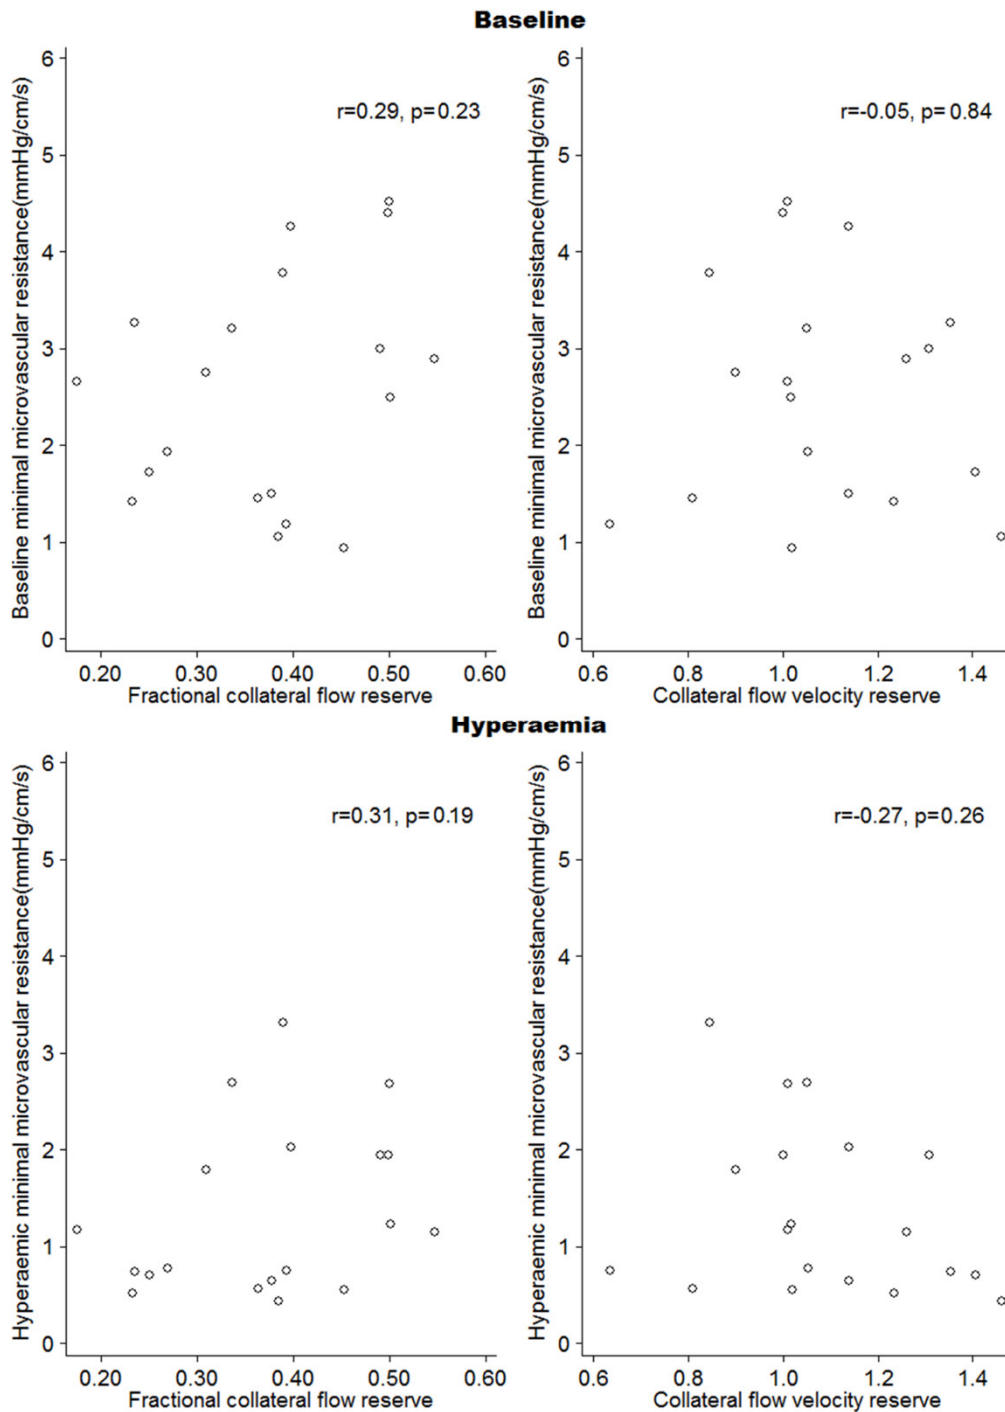 Baseline
6
5
4
3
2
1
0
Baseline minimal microvascular resistance(mmHg/cm/s)
r=0.29, p=0.23
0.20 0.30 0.40 0.50 0.60
Fractional collateral flow reserve
6
5
4
3
2
1
0
Baseline minimal microvascular resistance(mmHg/cm/s)
r=-0.05, p=0.84
0.6 0.8 1.0 1.2 1.4
Collateral flow velocity reserve
Hyperaemia
6
5
4
3
2
1
0
Hyperaemic minimal microvascular resistance(mmHg/cm/s)
r=0.31, p=0.19
0.20 0.30 0.40 0.50 0.60
Fractional collateral flow reserve
6
5
4
3
2
1
0
Hyperaemic minimal microvascular resistance(mmHg/cm/s)
r=-0.27, p=0.26
0.6 0.8 1.0 1.2 1.4
Collateral flow velocity reserve